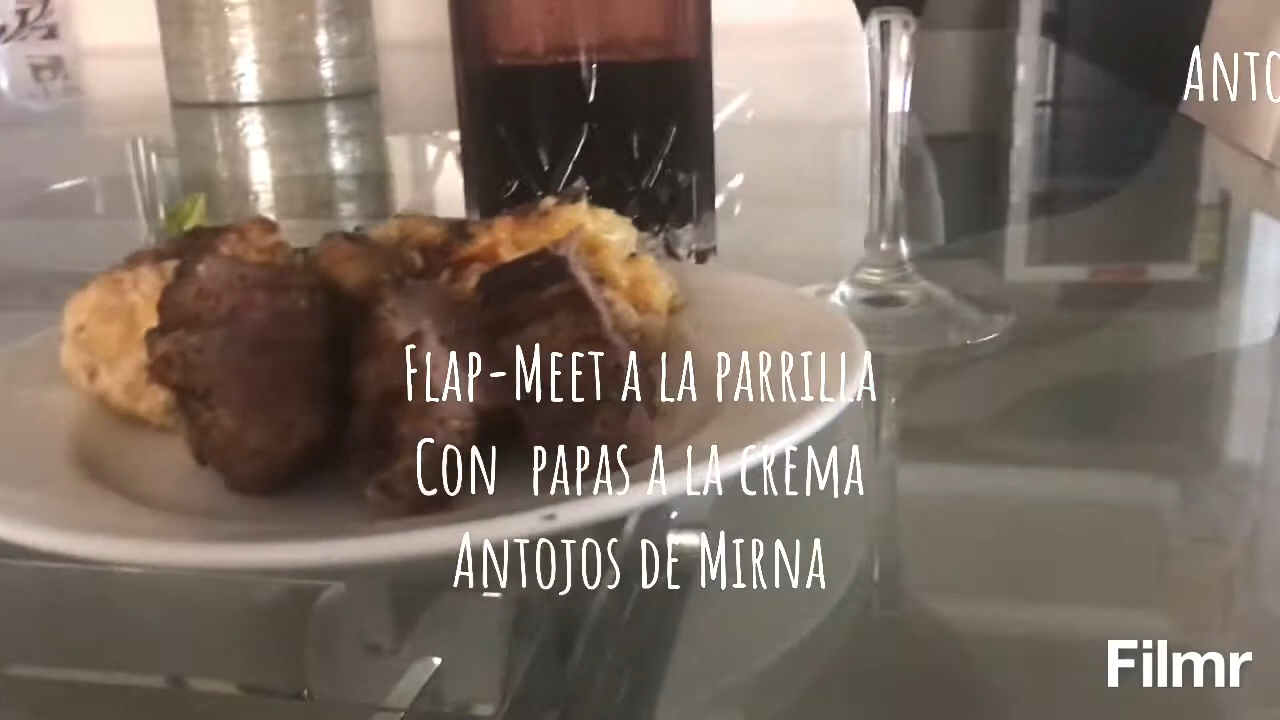 ANTO
FLAP-MEET A LA PARRILLA
CON PAPAS A LA CREMA
ANTOJOS DE MIRNA
Filmr